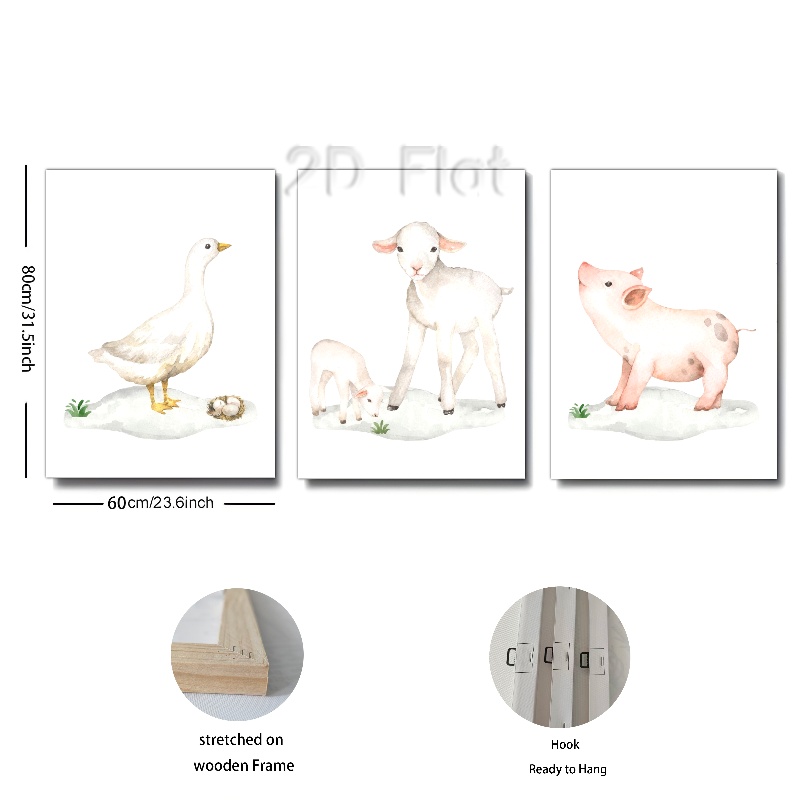 2D Flat
80cm/31.5inch
60cm/23.6inch
stretched on
wooden Frame
Hook
Ready to Hang